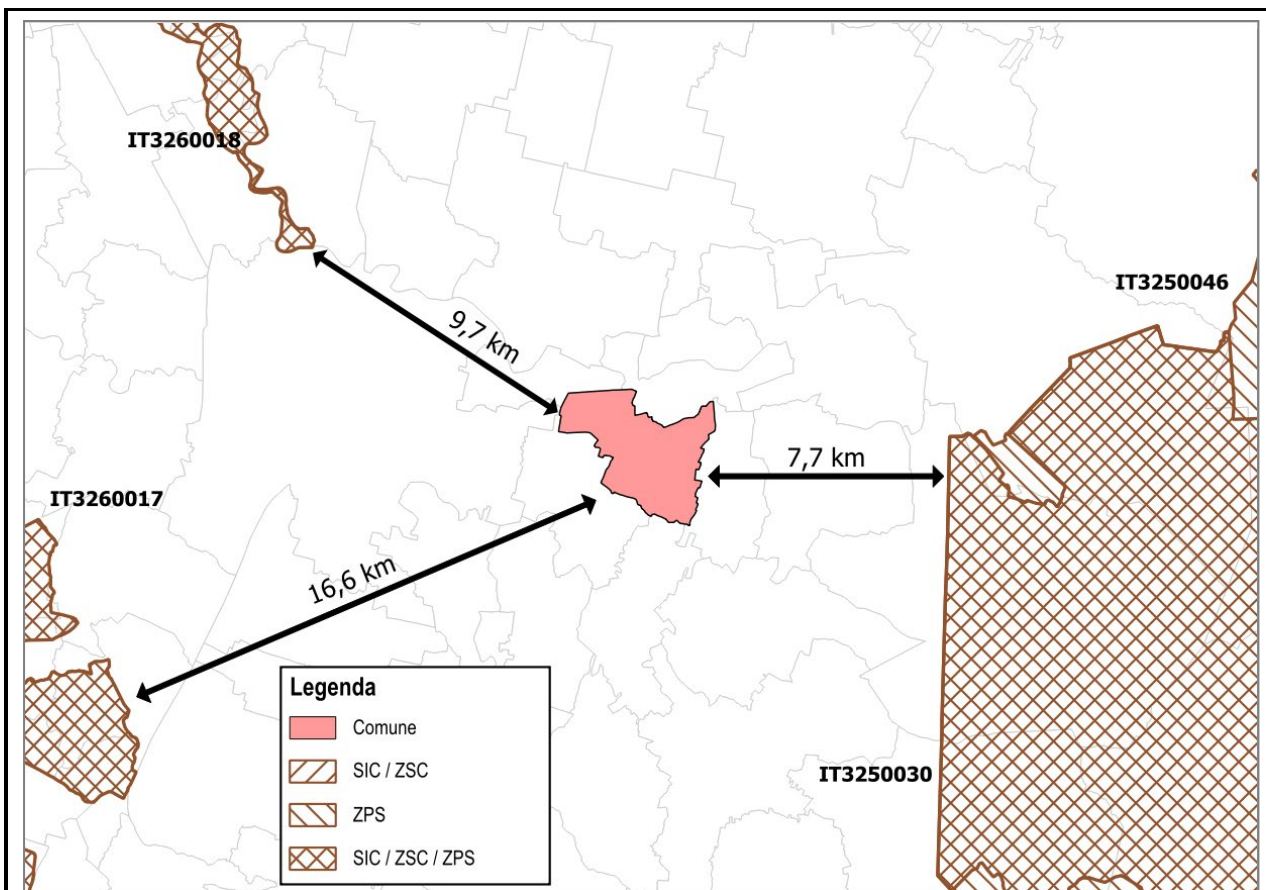 IT3260018
IT3250046
9,7 km
7,7 km
IT3260017
16,6 km
Legenda
Comune
SIC / ZSC
ZPS
SIC / ZSC / ZPS
IT3250030